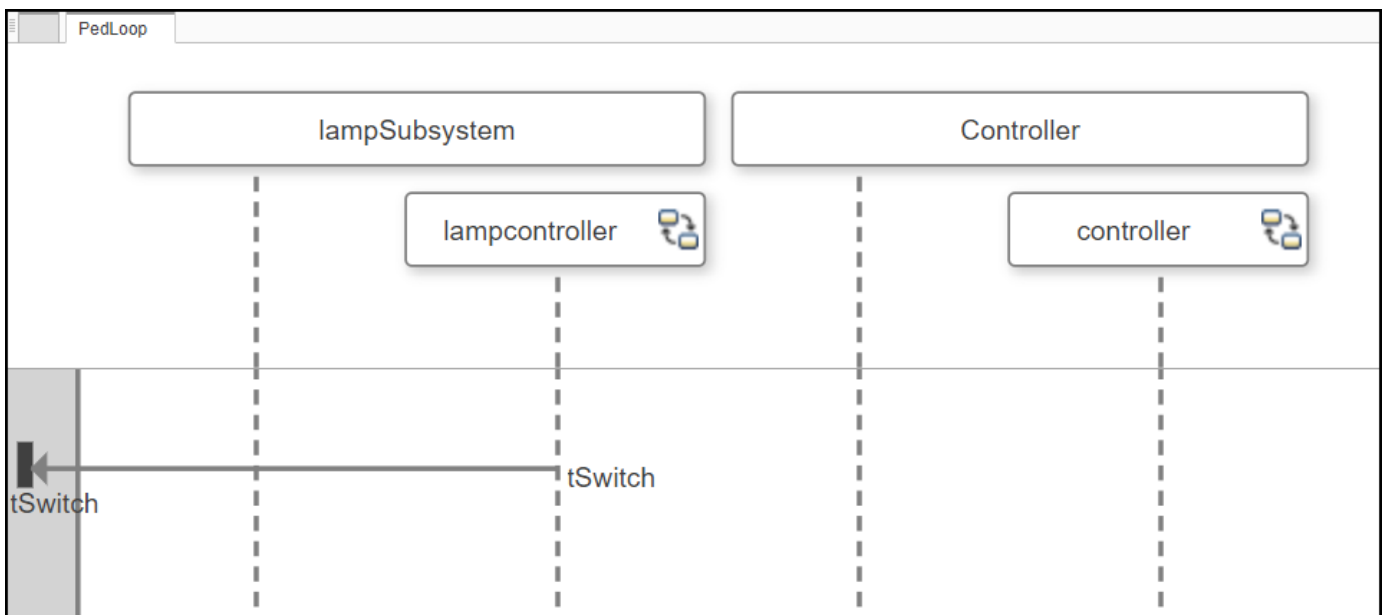 PedLoop
lampSubsystem
Controller
lampcontroller
controller
tSwitch
tSwitch